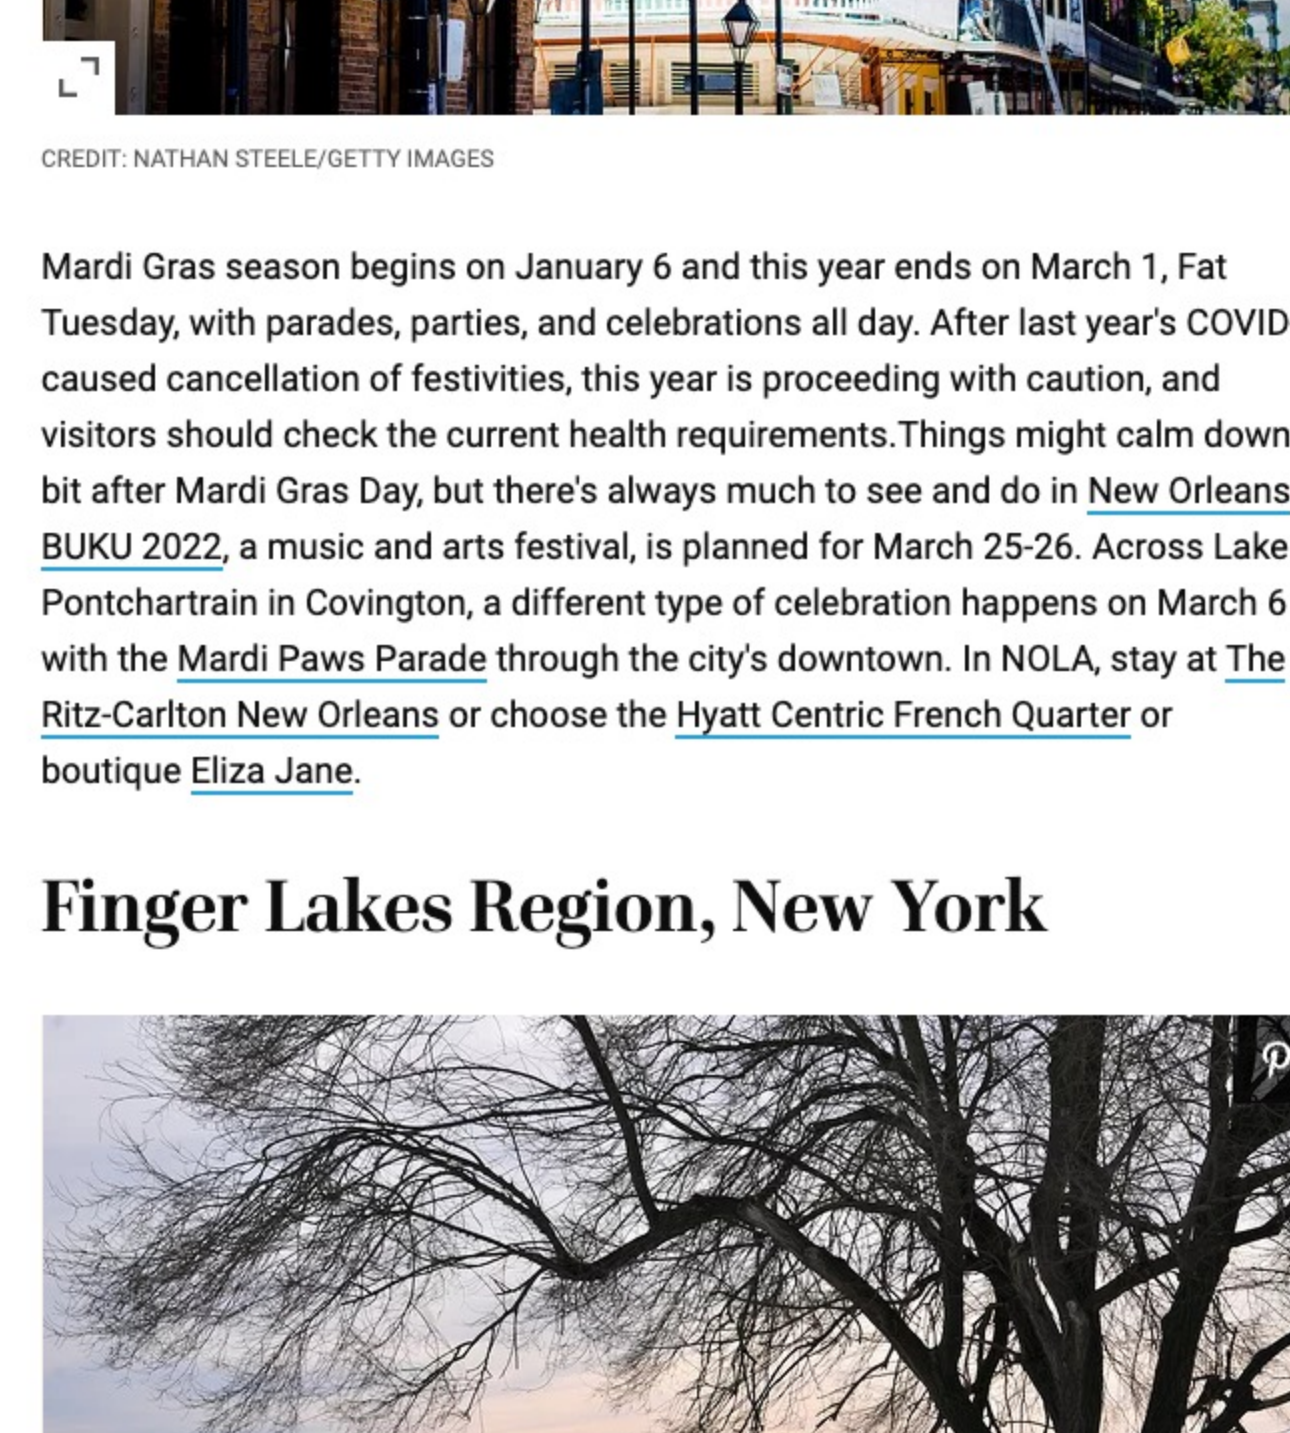 CREDIT: NATHAN STEELE/GETTY IMAGES
Mardi Gras season begins on January 6 and this year ends on March 1, Fat
Tuesday, with parades, parties, and celebrations all day. After last year's COVID
caused cancellation of festivities, this year is proceeding with caution, and
visitors should check the current health requirements.Things might calm down
bit after Mardi Gras Day, but there's always much to see and do in New Orleans
BUKU 2022, a music and arts festival, is planned for March 25-26. Across Lake
Pontchartrain in Covington, a different type of celebration happens on March 6
with the Mardi Paws Parade through the city's downtown. In NOLA, stay at The
Ritz-Carlton New Orleans or choose the Hyatt Centric French Quarter or
boutique Eliza Jane.
Finger Lakes Region, New York